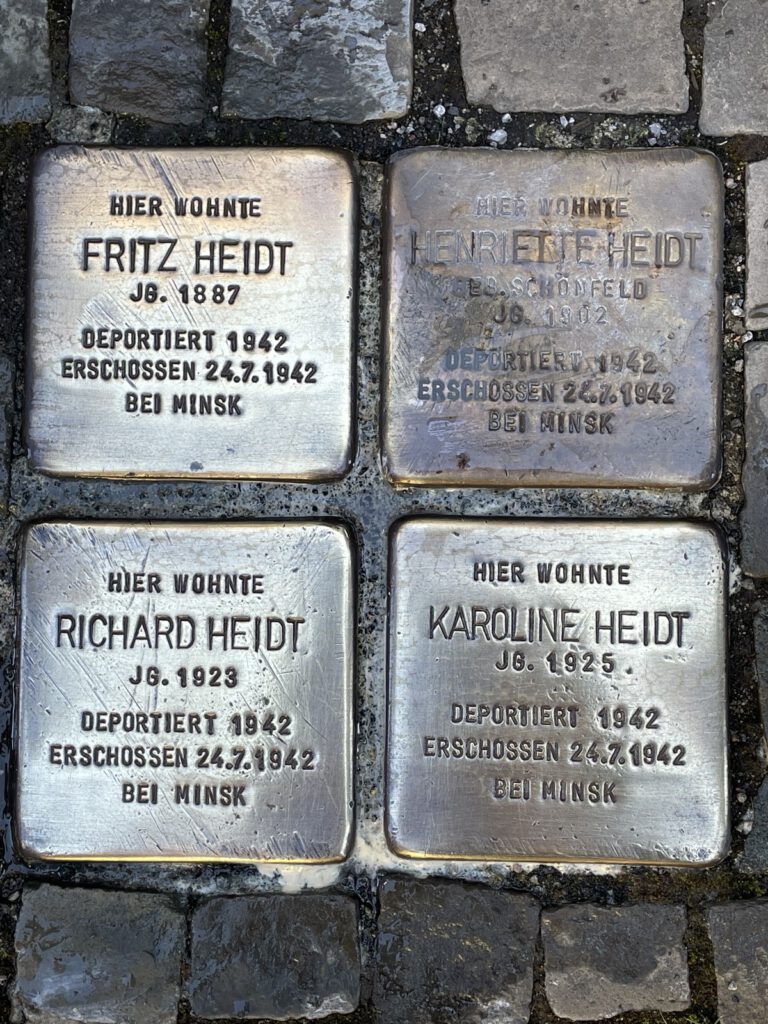 HIER WOHNTE
FRITZ HEIDT
JG. 1887
DEPORTIERT 1942
ERSCHOSSEN 24.7.1942
BEI MINSK
HIER WOHNTE
HENRIETTE HEIDT
GEB. SCHÖNFELD
JG. 1902
DEPORTIERT 1942
ERSCHOSSEN 24.7.1942
BEI MINSK
HIER WOHNTE
RICHARD HEIDT
JG. 1923
DEPORTIERT 1942
ERSCHOSSEN 24.7.1942
BEI MINSK
HIER WOHNTE
KAROLINE HEIDT
JG. 1925
DEPORTIERT 1942
ERSCHOSSEN 24.7.1942
BEI MINSK